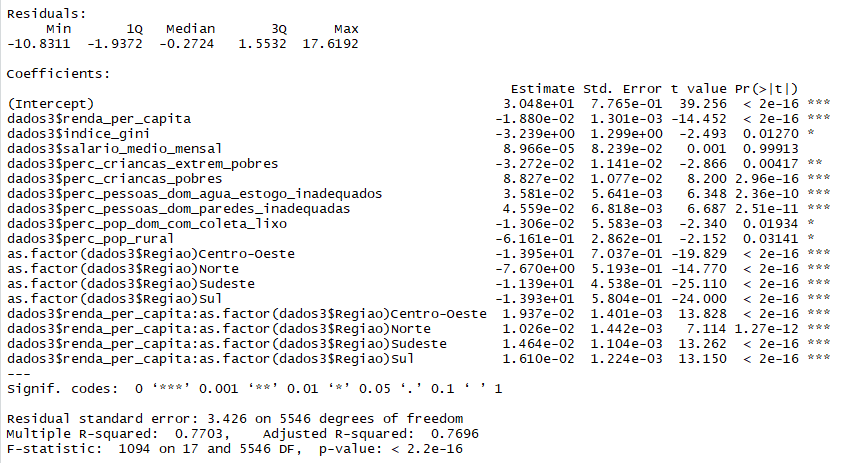 Residuals:
     Min       1Q   Median       3Q      Max
-10.8311  -1.9372  -0.2724   1.5532  17.6192

Coefficients:
                                                         Estimate Std. Error t value Pr(>|t|)
(Intercept)                                             3.048e+01  7.765e-01  39.256  < 2e-16 ***
dados3$renda_per_capita                                -1.880e-02  1.301e-03 -14.452  < 2e-16 ***
dados3$indice_gini                                     -3.239e+00  1.299e+00  -2.493  0.01270 *
dados3$salario_medio_mensal                             8.966e-05  8.239e-02   0.001  0.99913
dados3$perc_criancas_extrem_pobres                     -3.272e-02  1.141e-02  -2.866  0.00417 **
dados3$perc_criancas_pobres                             8.827e-02  1.077e-02   8.200 2.96e-16 ***
dados3$perc_pessoas_dom_agua_estogo_inadequados         3.581e-02  5.641e-03   6.348 2.36e-10 ***
dados3$perc_pessoas_dom_paredes_inadequadas             4.559e-02  6.818e-03   6.687 2.51e-11 ***
dados3$perc_pop_dom_com_coleta_lixo                    -1.306e-02  5.583e-03  -2.340  0.01934 *
dados3$perc_pop_rural                                  -6.161e-01  2.862e-01  -2.152  0.03141 *
as.factor(dados3$Regiao)Centro-Oeste                   -1.395e+01  7.037e-01 -19.829  < 2e-16 ***
as.factor(dados3$Regiao)Norte                          -7.670e+00  5.193e-01 -14.770  < 2e-16 ***
as.factor(dados3$Regiao)Sudeste                        -1.139e+01  4.538e-01 -25.110  < 2e-16 ***
as.factor(dados3$Regiao)Sul                            -1.393e+01  5.804e-01 -24.000  < 2e-16 ***
dados3$renda_per_capita:as.factor(dados3$Regiao)Centro-Oeste  1.937e-02  1.401e-03  13.828  < 2e-16 ***
dados3$renda_per_capita:as.factor(dados3$Regiao)Norte   1.026e-02  1.442e-03   7.114 1.27e-12 ***
dados3$renda_per_capita:as.factor(dados3$Regiao)Sudeste  1.464e-02  1.104e-03  13.262  < 2e-16 ***
dados3$renda_per_capita:as.factor(dados3$Regiao)Sul     1.610e-02  1.224e-03  13.150  < 2e-16 ***
---
Signif. codes:  0 ‘***’ 0.001 ‘**’ 0.01 ‘*’ 0.05 ‘.’ 0.1 ‘ ’ 1

Residual standard error: 3.426 on 5546 degrees of freedom
Multiple R-squared:  0.7703,    Adjusted R-squared:  0.7696
F-statistic:  1094 on 17 and 5546 DF,  p-value: < 2.2e-16